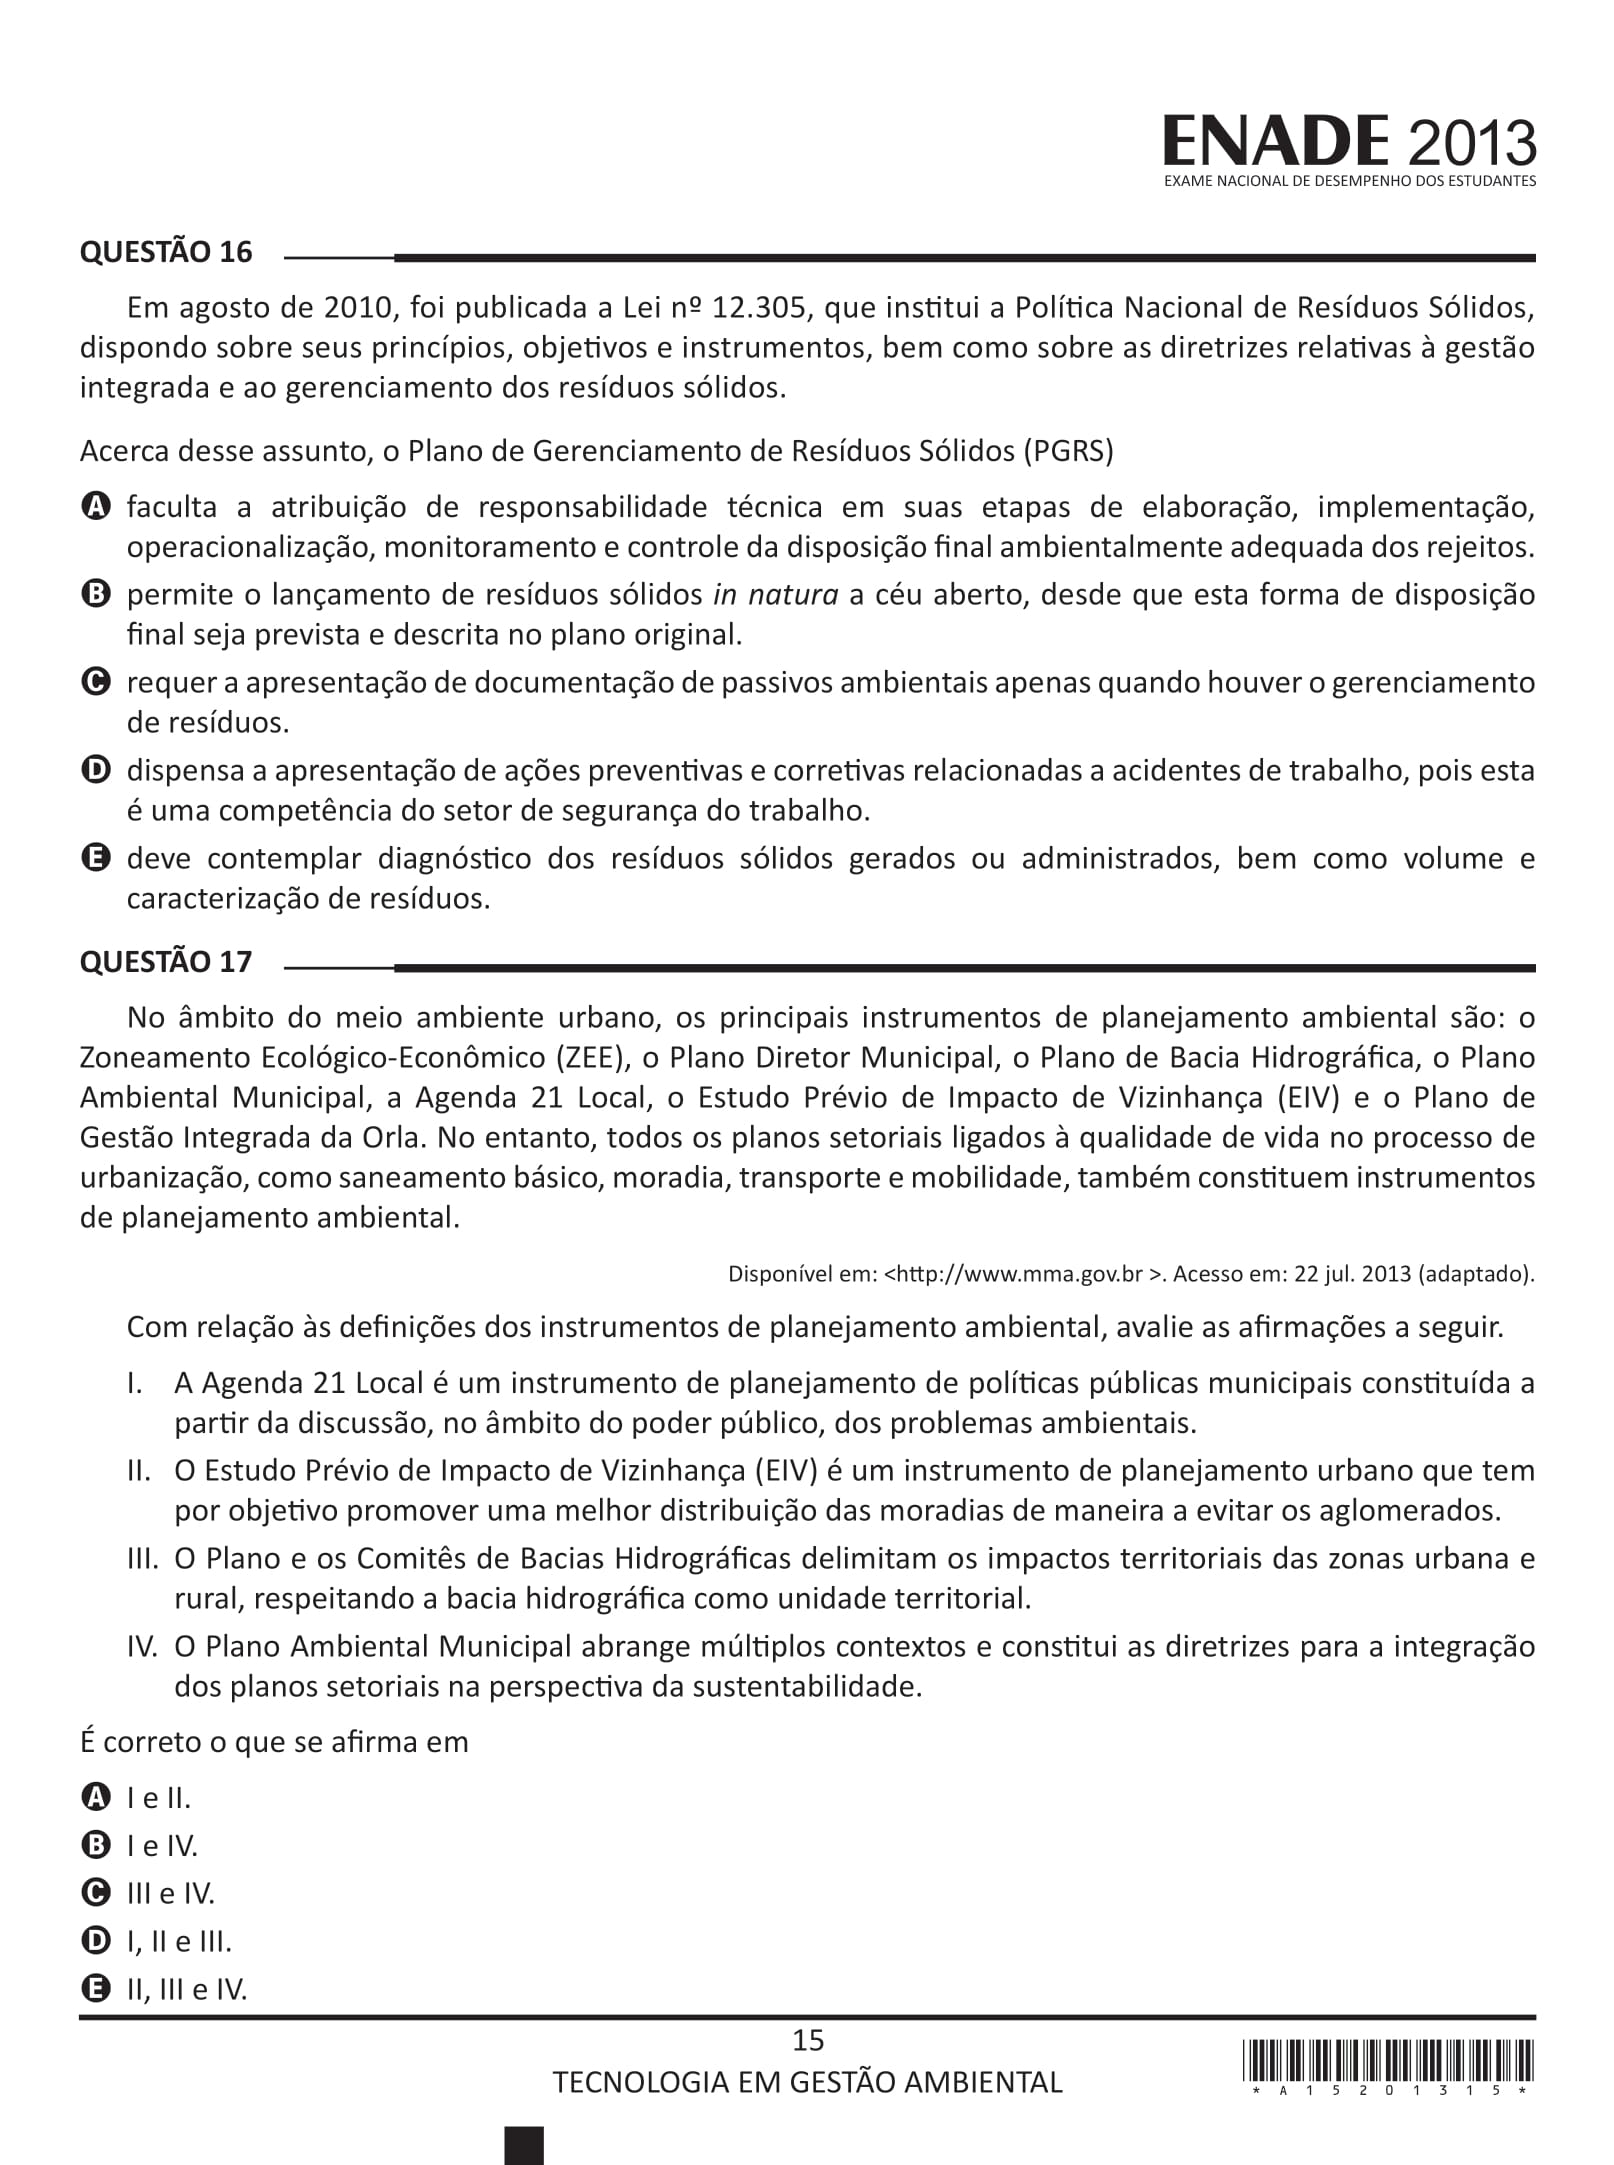 ENADE 2013
EXAME NACIONAL DE DESEMPENHO DOS ESTUDANTES
QUESTÃO 16
Em agosto de 2010, foi publicada a Lei nº 12.305, que institui a Política Nacional de Resíduos Sólidos,
dispondo sobre seus princípios, objetivos e instrumentos, bem como sobre as diretrizes relativas à gestão
integrada e ao gerenciamento dos resíduos sólidos.
Acerca desse assunto, o Plano de Gerenciamento de Resíduos Sólidos (PGRS)
A faculta a atribuição de responsabilidade técnica em suas etapas de elaboração, implementação,
operacionalização, monitoramento e controle da disposição final ambientalmente adequada dos rejeitos.
B permite o lançamento de resíduos sólidos in natura a céu aberto, desde que esta forma de disposição
final seja prevista e descrita no plano original.
C requer a apresentação de documentação de passivos ambientais apenas quando houver o gerenciamento
de resíduos.
D dispensa a apresentação de ações preventivas e corretivas relacionadas a acidentes de trabalho, pois esta
é uma competência do setor de segurança do trabalho.
E deve contemplar diagnóstico dos resíduos sólidos gerados ou administrados, bem como volume e
caracterização de resíduos.
QUESTÃO 17
No âmbito do meio ambiente urbano, os principais instrumentos de planejamento ambiental são: o
Zoneamento Ecológico-Econômico (ZEE), o Plano Diretor Municipal, o Plano de Bacia Hidrográfica, o Plano
Ambiental Municipal, a Agenda 21 Local, o Estudo Prévio de Impacto de Vizinhança (EIV) e o Plano de
Gestão Integrada da Orla. No entanto, todos os planos setoriais ligados à qualidade de vida no processo de
urbanização, como saneamento básico, moradia, transporte e mobilidade, também constituem instrumentos
de planejamento ambiental.
Disponível em: <http://www.mma.gov.br >. Acesso em: 22 jul. 2013 (adaptado).
Com relação às definições dos instrumentos de planejamento ambiental, avalie as afirmações a seguir.
I. A Agenda 21 Local é um instrumento de planejamento de políticas públicas municipais constituída a
partir da discussão, no âmbito do poder público, dos problemas ambientais.
II. O Estudo Prévio de Impacto de Vizinhança (EIV) é um instrumento de planejamento urbano que tem
por objetivo promover uma melhor distribuição das moradias de maneira a evitar os aglomerados.
III. O Plano e os Comitês de Bacias Hidrográficas delimitam os impactos territoriais das zonas urbana e
rural, respeitando a bacia hidrográfica como unidade territorial.
IV. O Plano Ambiental Municipal abrange múltiplos contextos e constitui as diretrizes para a integração
dos planos setoriais na perspectiva da sustentabilidade.
É correto o que se afirma em
A I e II.
B I e IV.
C III e IV.
D I, II e III.
E II, III e IV.
15
TECNOLOGIA EM GESTÃO AMBIENTAL
* A 1 5 2 0 1 3 1 5 *